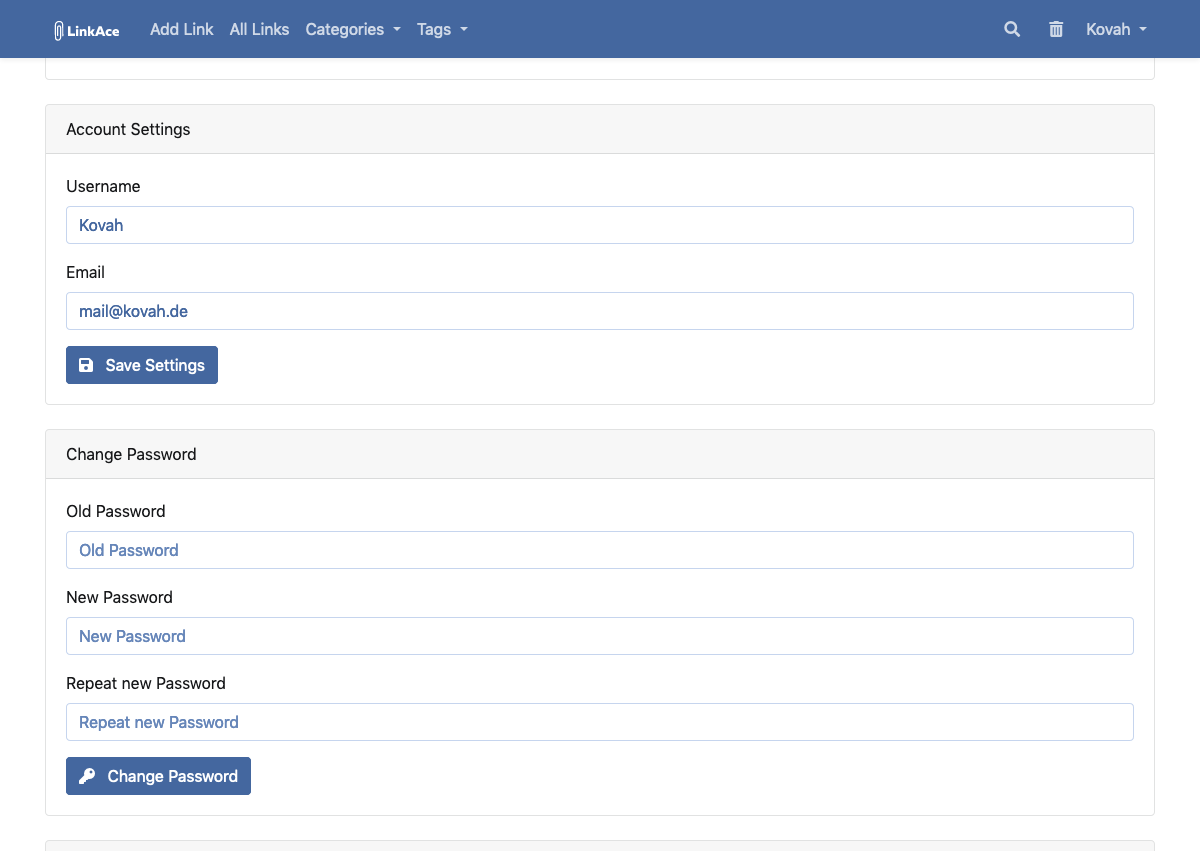 LinkAce Add Link All Links Categories Tags Kovah
Account Settings
Username
Kovah
Email
mail@kovah.de
Save Settings
Change Password
Old Password
Old Password
New Password
New Password
Repeat new Password
Repeat new Password
Change Password